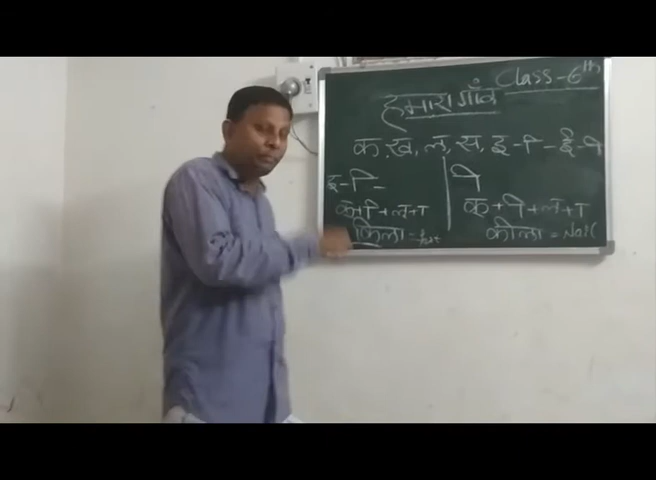 Class-6th
हमारा गाँव
क,ख,ल,स,इ-ि-ई-ी
इ-ि- ी
क+ि+ल+ा क+ी+ल+ा
किला = fort कीला = Nail